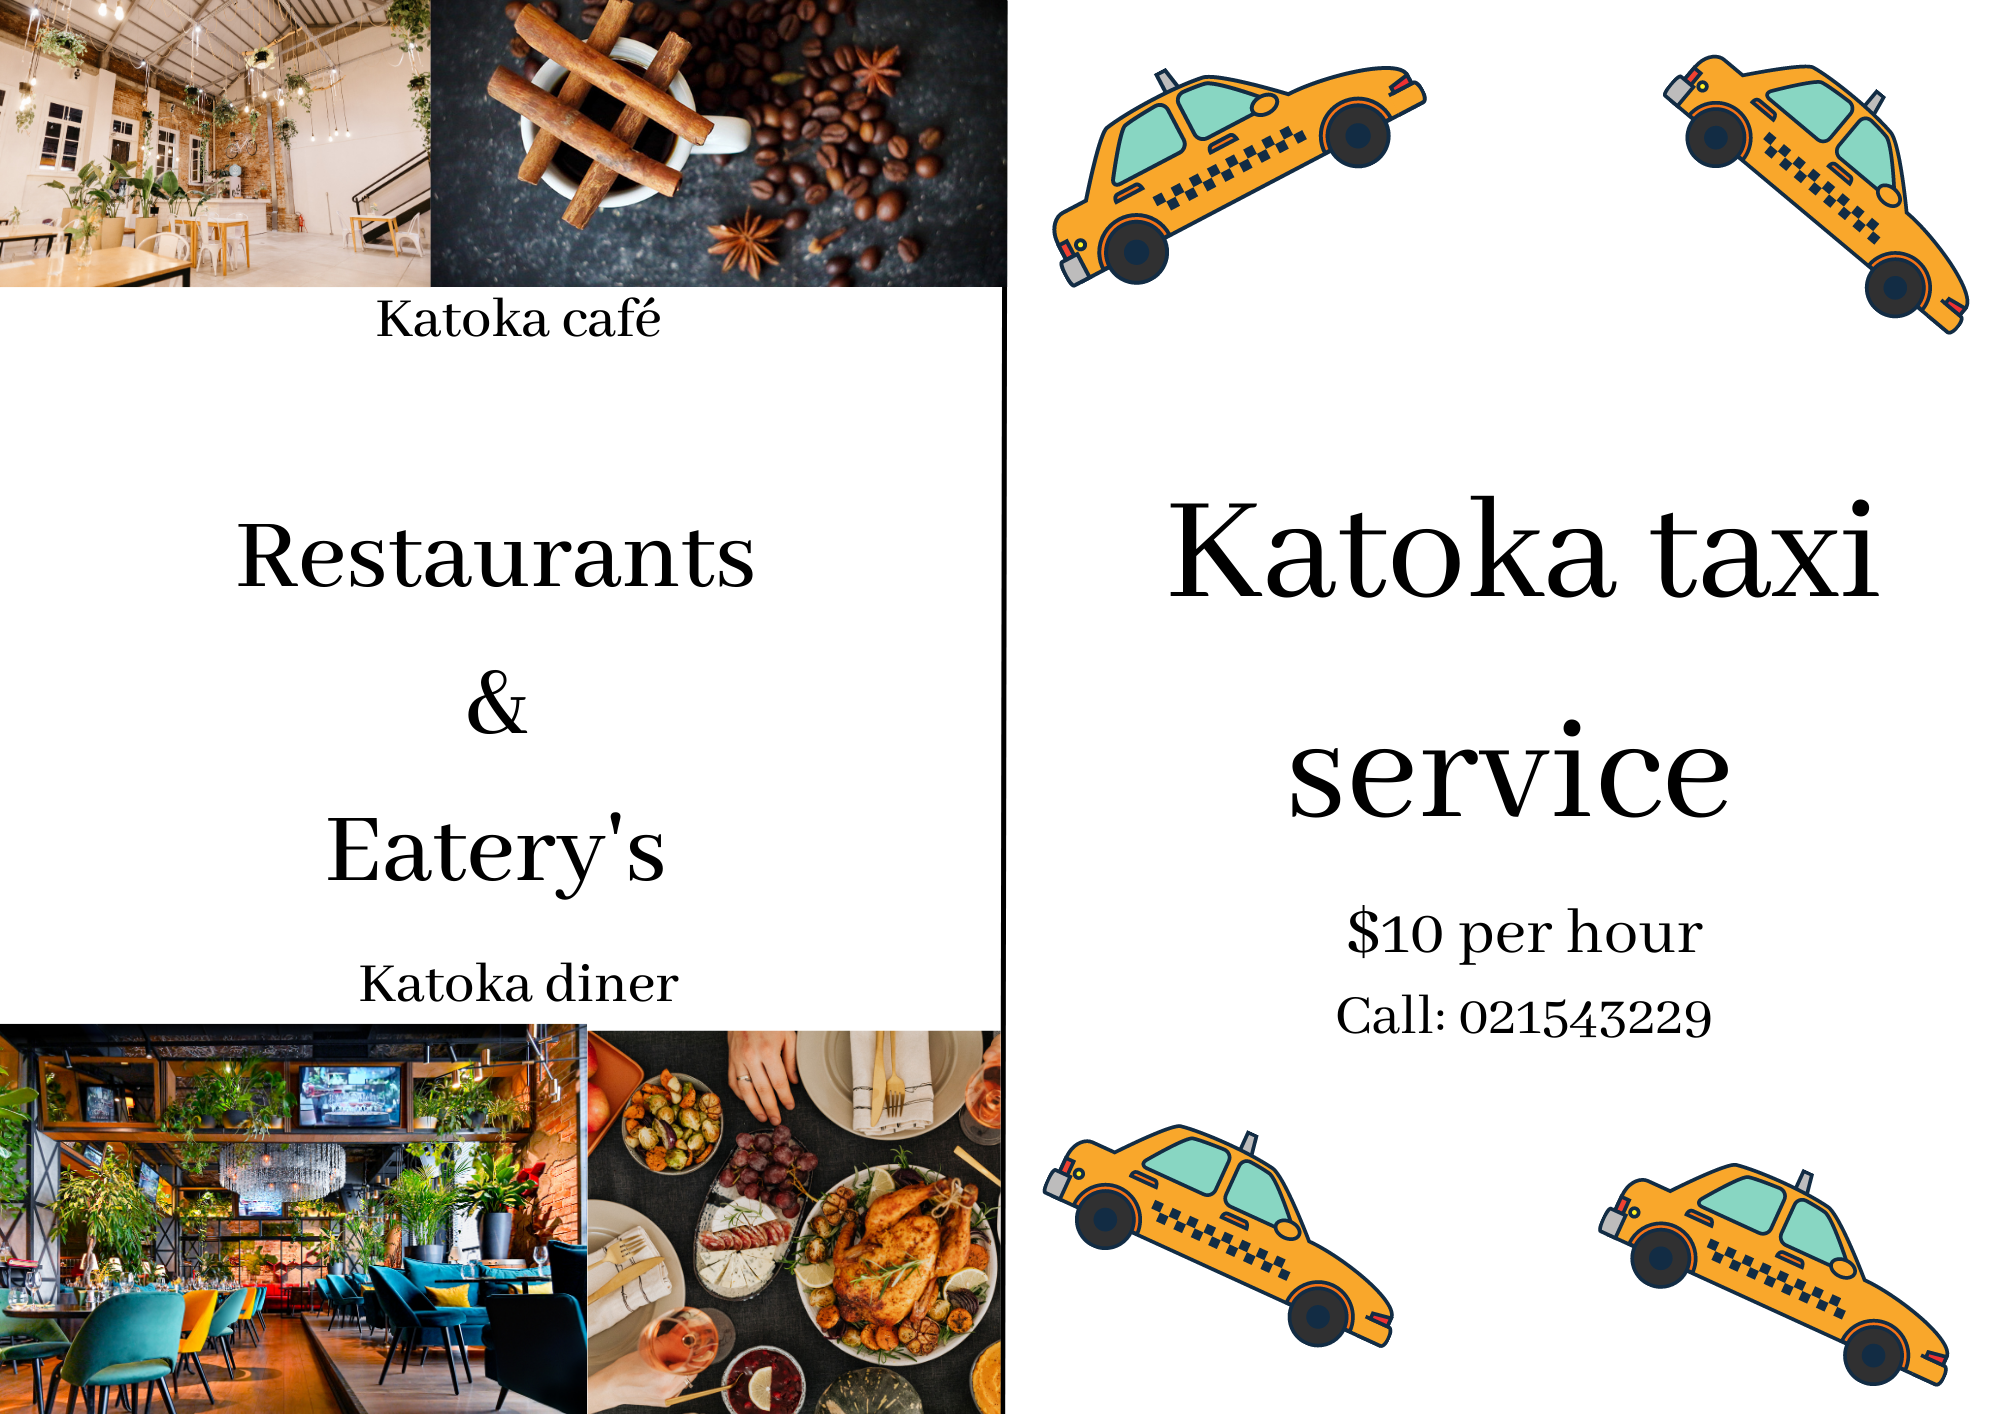 Katoka café
Restaurants
&
Eatery's
Katoka diner
Katoka taxi
service
$10 per hour
Call: 021543229